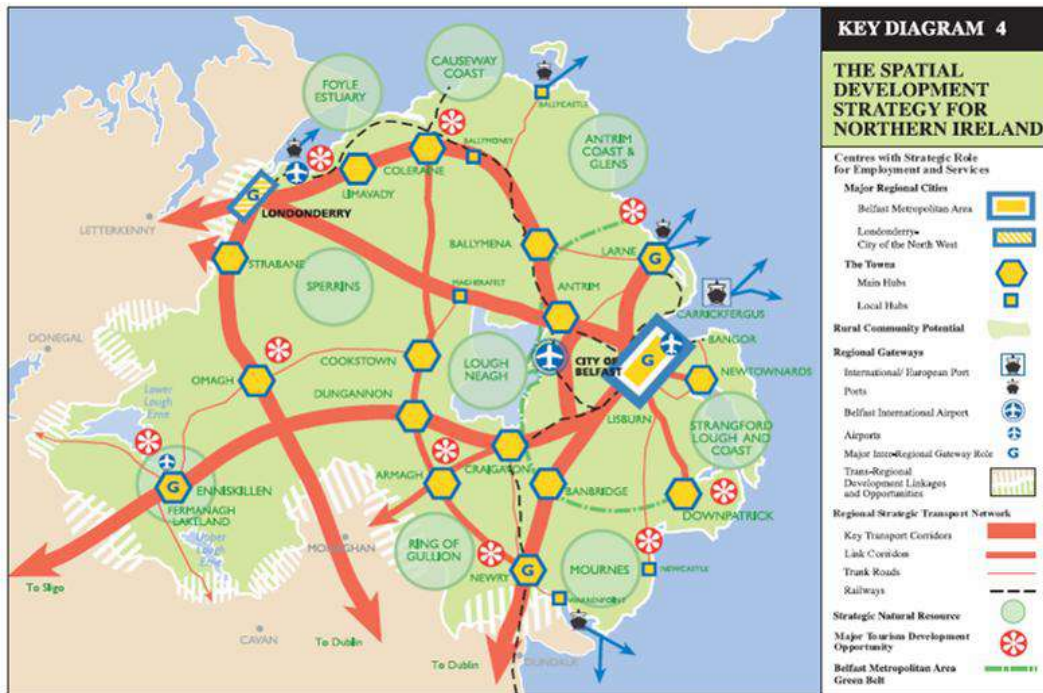 FOYLE
ESTUARY
CAUSEWAY
COAST
BALLYCASTLE
BALLYMONEY
ANTRIM
COAST &
GLENS
COLERAINE
LIMAVADY
LONDONDERRY
LETTERKENNY
STRABANE
SPERRINS
BALLYMENA
LARNE
MAGHERAFELT
ANTRIM
CARRICKFERGUS
DONEGAL
COOKSTOWN
LOUGH
NEAGH
CITY OF
BELFAST
BANGOR
NEWTOWNARDS
OMAGH
DUNGANNON
Lower
Lough
Erne
LISBURN
STRANGFORD
LOUGH AND
COAST
CRAIGAVON
ARMAGH
BANBRIDGE
DOWNPATRICK
ENNISKILLEN
FERMANAGH
LAKELAND
Upper
Lough
Erne
MONAGHAN
RING OF
GULLION
MOURNES
NEWCASTLE
NEWRY
WARRENPOINT
To Sligo
CAVAN
To Dublin
To Dublin
DUNDALK
G
G
G
G
G
KEY DIAGRAM 4
THE SPATIAL
DEVELOPMENT
STRATEGY FOR
NORTHERN IRELAND
Centres with Strategic Role
for Employment and Services
Major Regional Cities
Belfast Metropolitan Area
Londonderry-
City of the North West
The Towns
Main Hubs
Local Hubs
Rural Community Potential
Regional Gateways
International/ European Port
Ports
Belfast International Airport
Airports
Major Inter-Regional Gateway Role G
Trans-Regional
Development Linkages
and Opportunities
Regional Strategic Transport Network
Key Transport Corridors
Link Corridors
Trunk Roads
Railways
Strategic Natural Resource
Major Tourism Development
Opportunity
Belfast Metropolitan Area
Green Belt